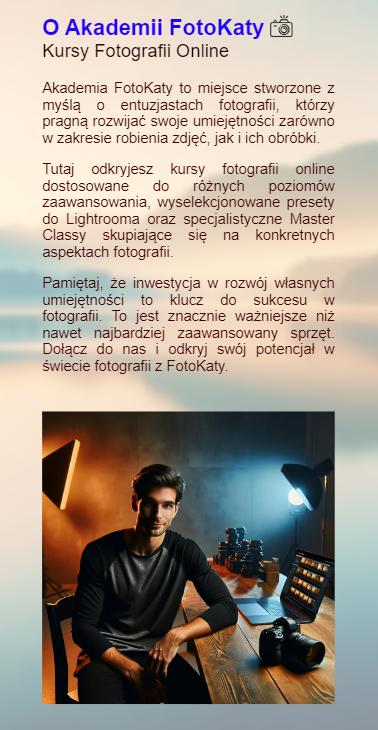 O Akademii FotoKaty
Kursy Fotografii Online
Akademia FotoKaty to miejsce stworzone z
myślą o entuzjastach fotografii, którzy
pragną rozwijać swoje umiejętności zarówno
w zakresie robienia zdjęć, jak i ich obróbki.
Tutaj odkryjesz kursy fotografii online
dostosowane do różnych poziomów
zaawansowania, wyselekcjonowane presety
do Lightrooma oraz specjalistyczne Master
Classy skupiające się na konkretnych
aspektach fotografii.
Pamiętaj, że inwestycja w rozwój własnych
umiejętności to klucz do sukcesu w
fotografii. To jest znacznie ważniejsze niż
nawet najbardziej zaawansowany sprzęt.
Dołącz do nas i odkryj swój potencjał w
świecie fotografii z FotoKaty.